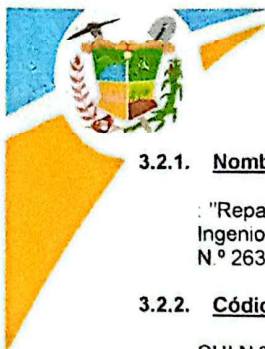 3.2.1. Nomb
: "Repa
Ingenio
N.º 263
3.2.2. Códig